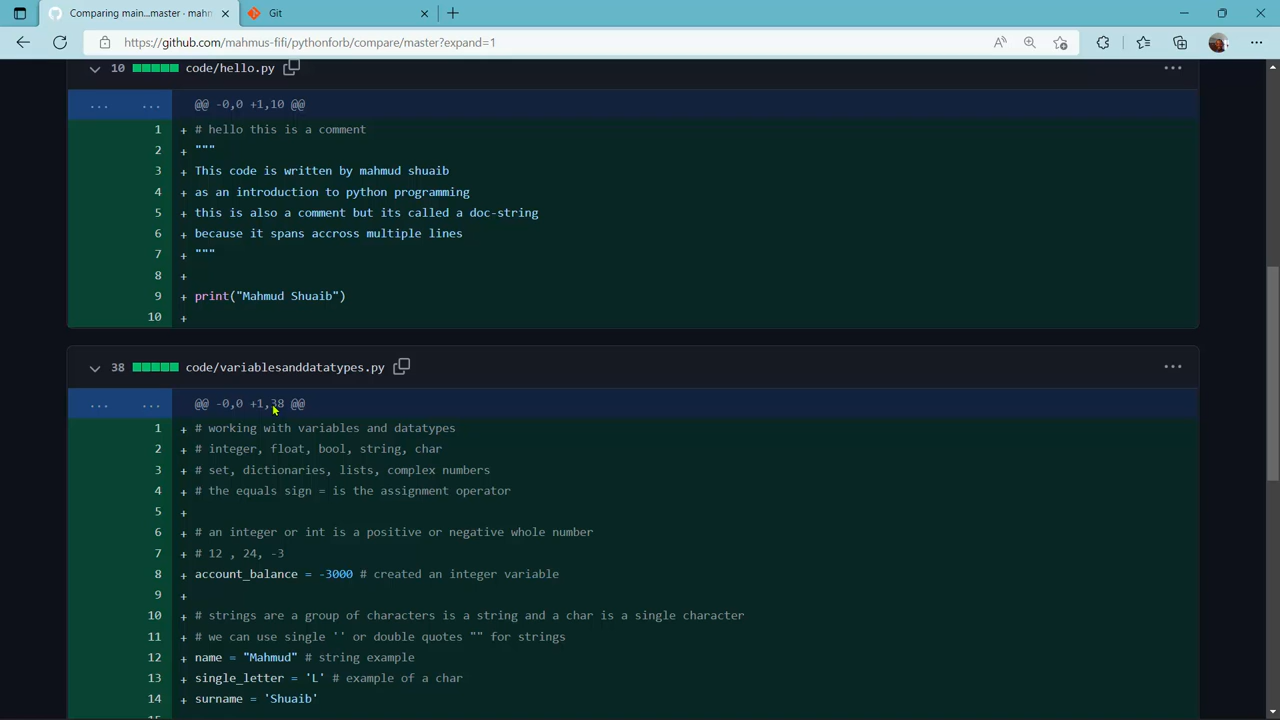 Comparing main...master · mahm
Git
https://github.com/mahmus-fifi/pythonforb/compare/master?expand=1
10 code/hello.py
... ... @@ -0,0 +1,10 @@
1 + # hello this is a comment
2 + """
3 + This code is written by mahmud shuaib
4 + as an introduction to python programming
5 + this is also a comment but its called a doc-string
6 + because it spans accross multiple lines
7 + """
8 +
9 + print("Mahmud Shuaib")
10 +
38 code/variablesanddatatypes.py
... ... @@ -0,0 +1,38 @@
1 + # working with variables and datatypes
2 + # integer, float, bool, string, char
3 + # set, dictionaries, lists, complex numbers
4 + # the equals sign = is the assignment operator
5 +
6 + # an integer or int is a positive or negative whole number
7 + # 12 , 24, -3
8 + account_balance = -3000 # created an integer variable
9 +
10 + # strings are a group of characters is a string and a char is a single character
11 + # we can use single '' or double quotes "" for strings
12 + name = "Mahmud" # string example
13 + single_letter = 'L' # example of a char
14 + surname = 'Shuaib'